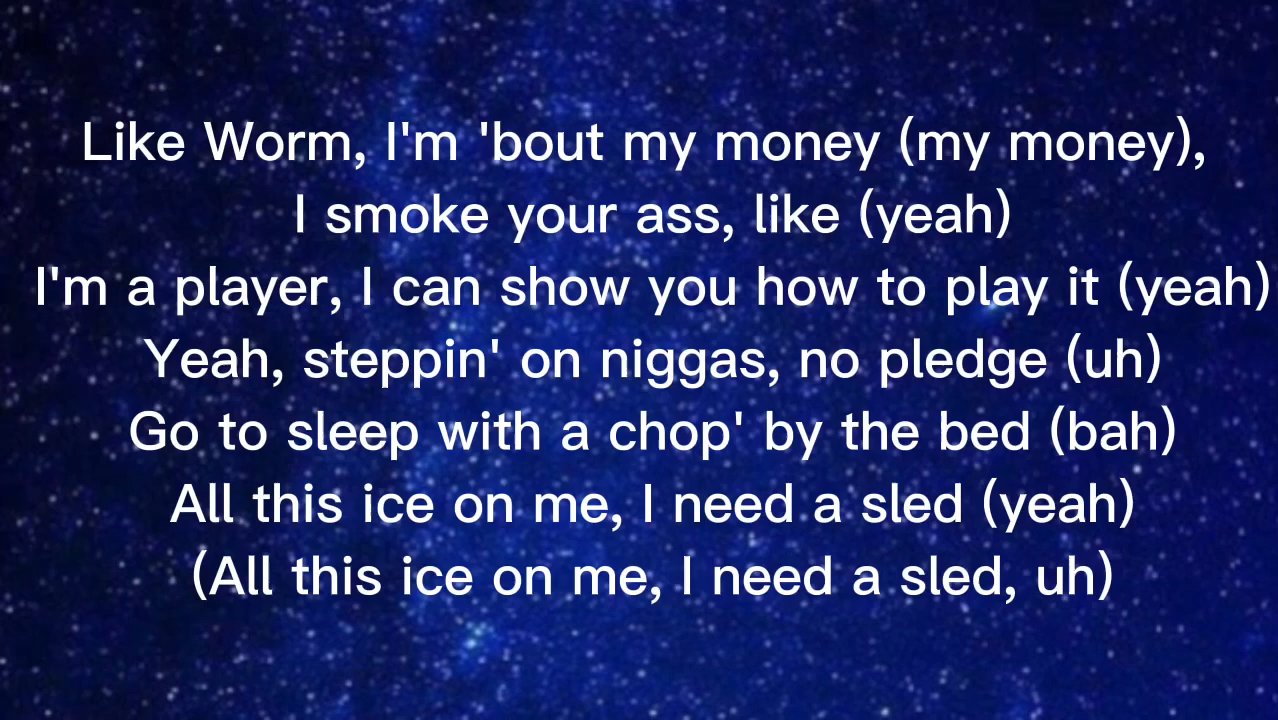 Like Worm, I'm 'bout my money (my money),
I smoke your ass, like (yeah)
I'm a player, I can show you how to play it (yeah)
Yeah, steppin' on niggas, no pledge (uh)
Go to sleep with a chop' by the bed (bah)
All this ice on me, I need a sled (yeah)
(All this ice on me, I need a sled, uh)